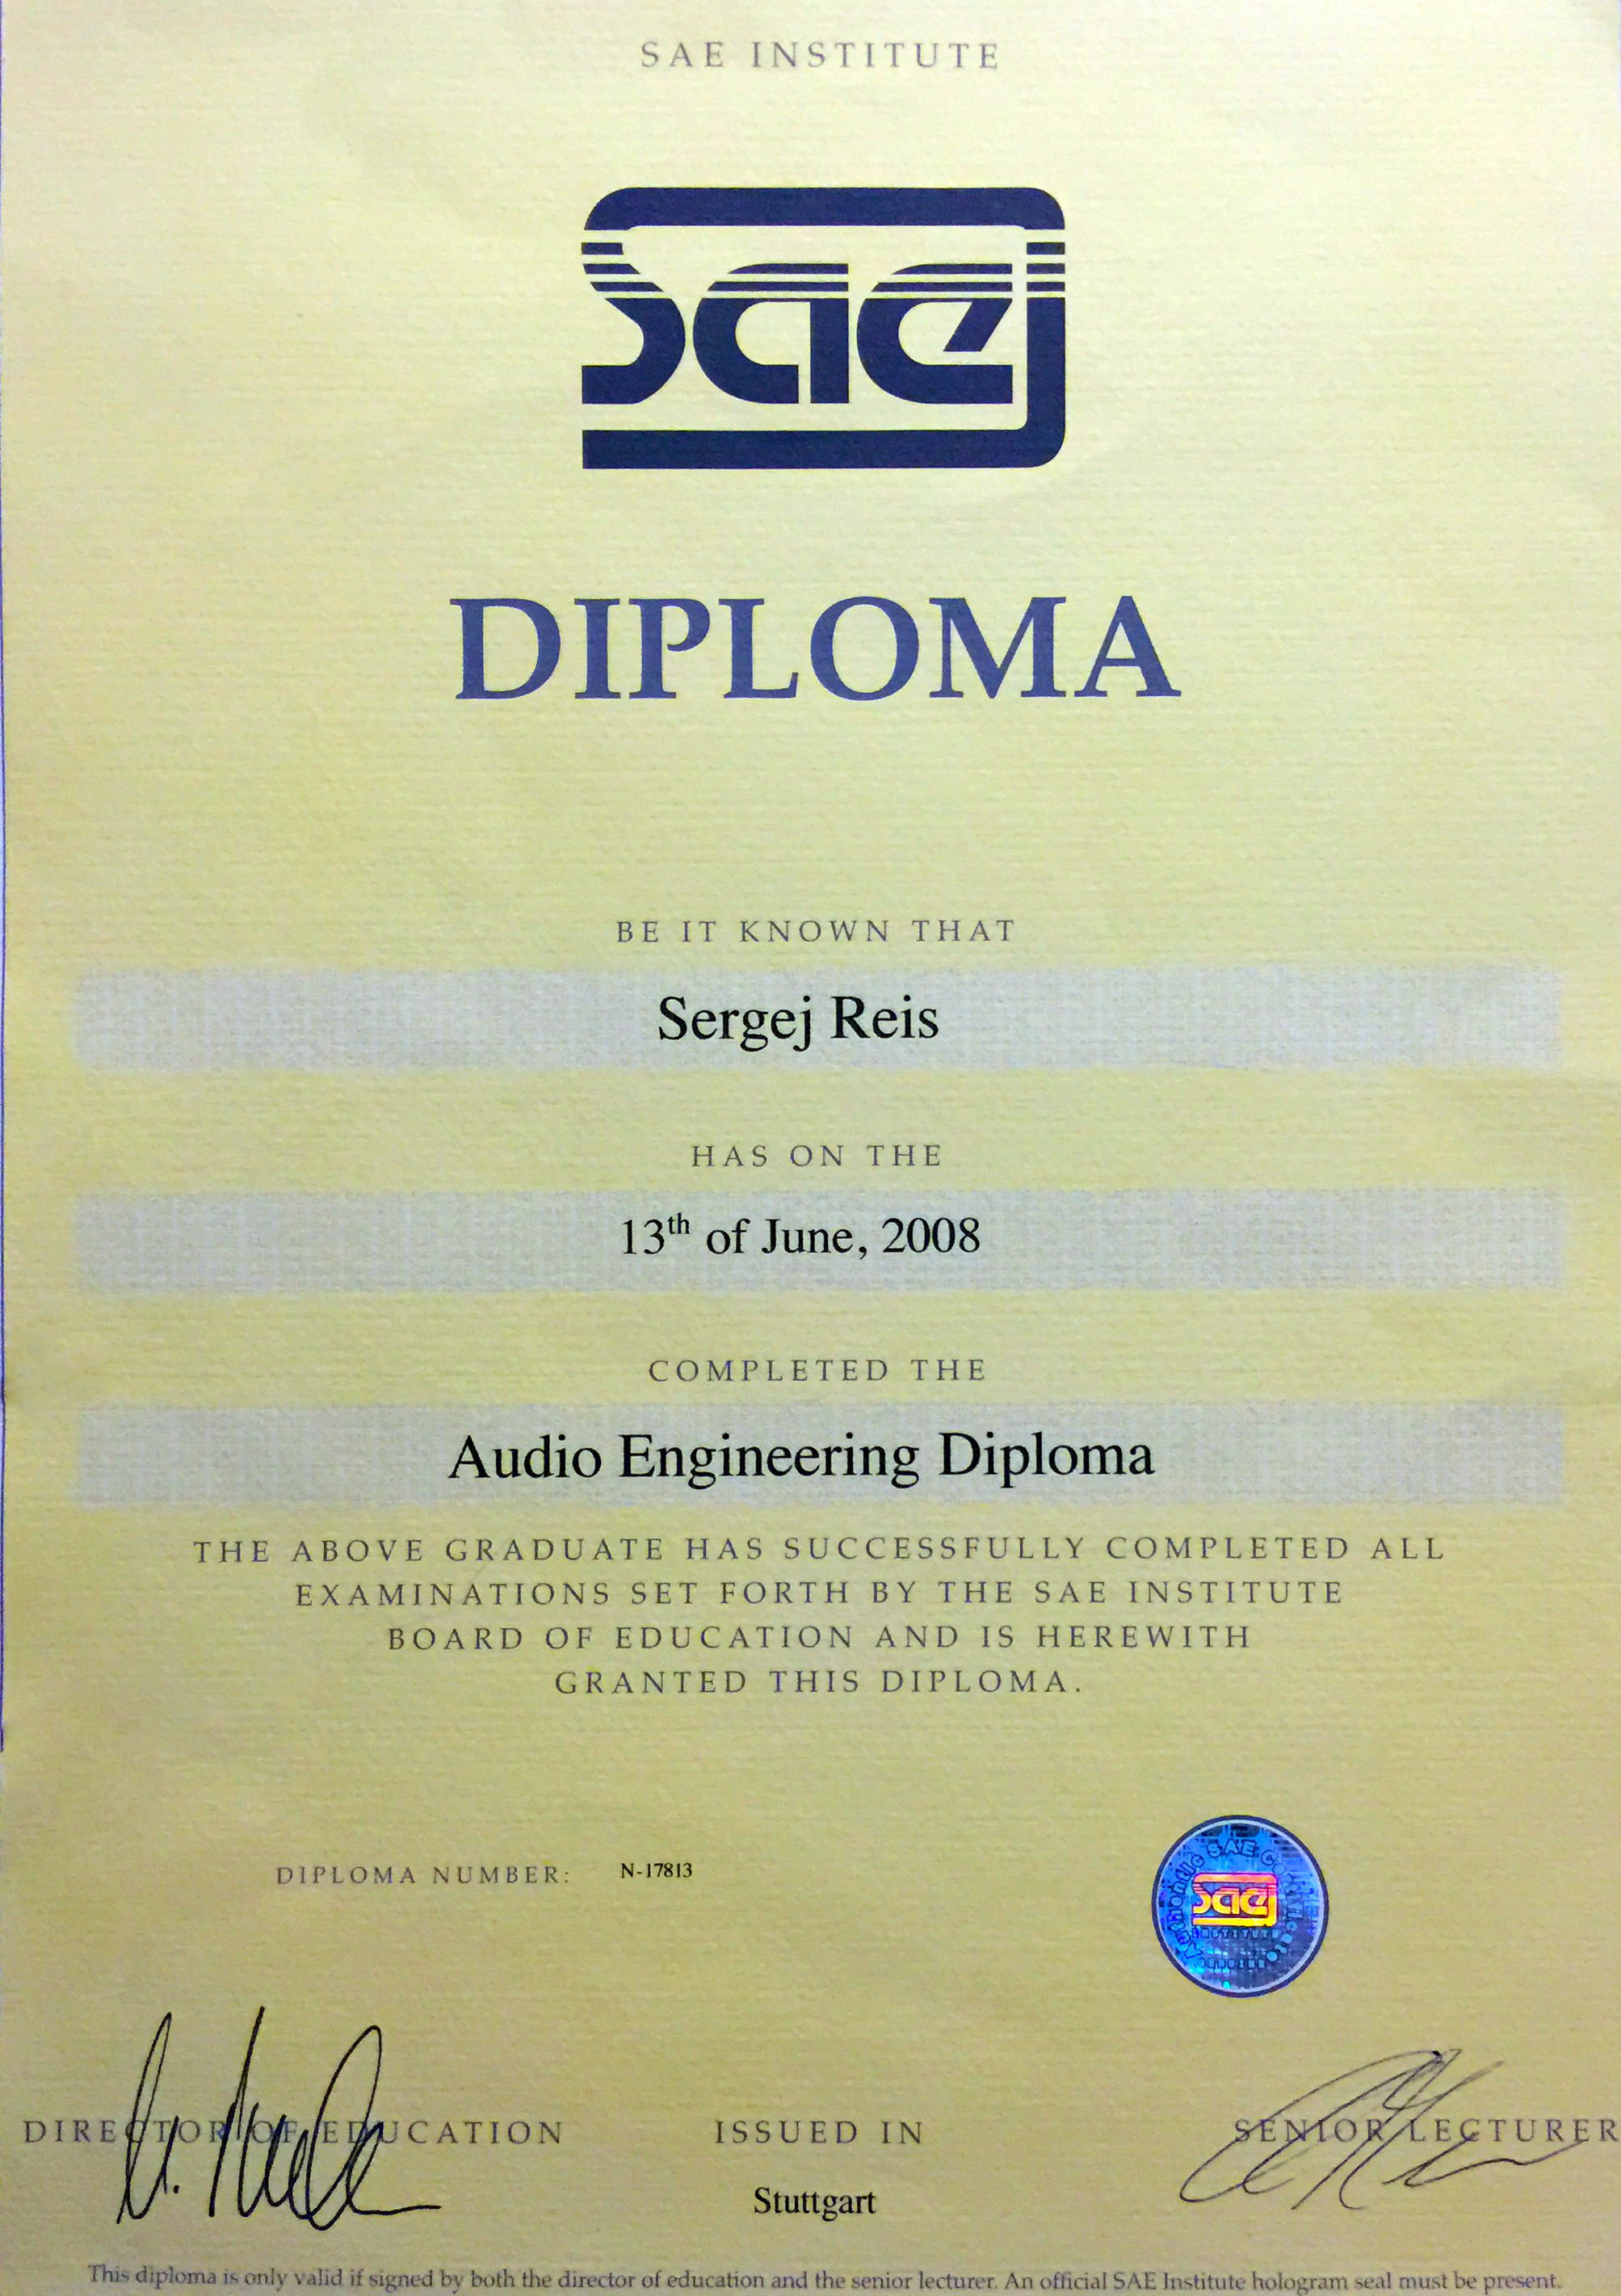 SAE INSTITUTE
sae
DIPLOMA
BE IT KNOWN THAT
Sergej Reis
HAS ON THE
13th of June, 2008
COMPLETED THE
Audio Engineering Diploma
THE ABOVE GRADUATE HAS SUCCESSFULLY COMPLETED ALL
EXAMINATIONS SET FORTH BY THE SAE INSTITUTE
BOARD OF EDUCATION AND IS HEREWITH
GRANTED THIS DIPLOMA.
DIPLOMA NUMBER: N-17813
SAE
sae
INSTITUTE
DIRECTOR OF EDUCATION
ISSUED IN
SENIOR LECTURER
Stuttgart
This diploma is only valid if signed by both the director of education and the senior lecturer. An official SAE Institute hologram seal must be present.